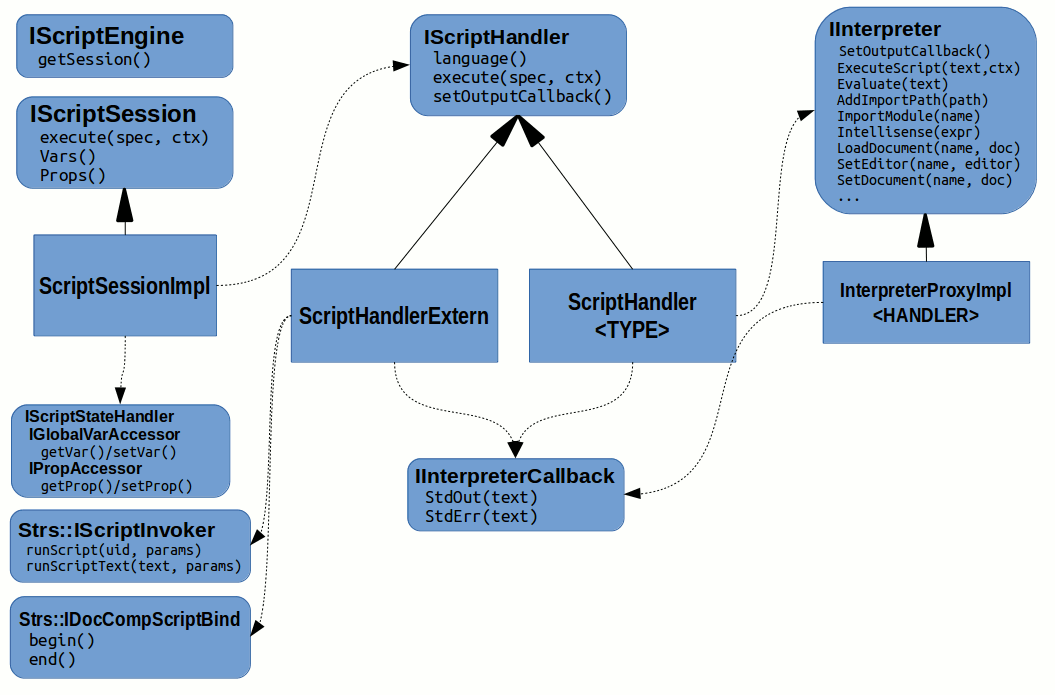 IScriptEngine
getSession()
IScriptSession
execute(spec, ctx)
Vars()
Props()
ScriptSessionImpl
IScriptStateHandler
IGlobalVarAccessor
getVar()/setVar()
IPropAccessor
getProp()/setProp()
Strs::IScriptInvoker
runScript(uid, params)
runScriptText(text, params)
Strs::IDocCompScriptBind
begin()
end()
IScriptHandler
language()
execute(spec, ctx)
setOutputCallback()
ScriptHandlerExtern
ScriptHandler
<TYPE>
IInterpreterCallback
StdOut(text)
StdErr(text)
IInterpreter
SetOutputCallback()
ExecuteScript(text,ctx)
Evaluate(text)
AddImportPath(path)
ImportModule(name)
Intellisense(expr)
LoadDocument(name, doc)
SetEditor(name, editor)
SetDocument(name, doc)
...
InterpreterProxyImpl
<HANDLER>